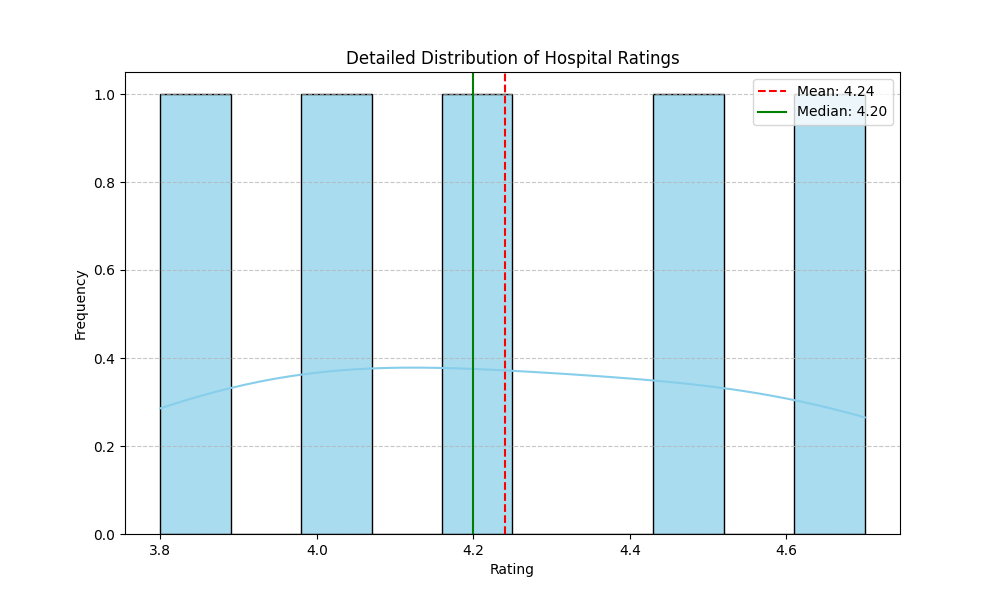 Detailed Distribution of Hospital Ratings
Mean: 4.24
Median: 4.20
Frequency
1.0
0.8
0.6
0.4
0.2
0.0
3.8
4.0
4.2
4.4
4.6
Rating